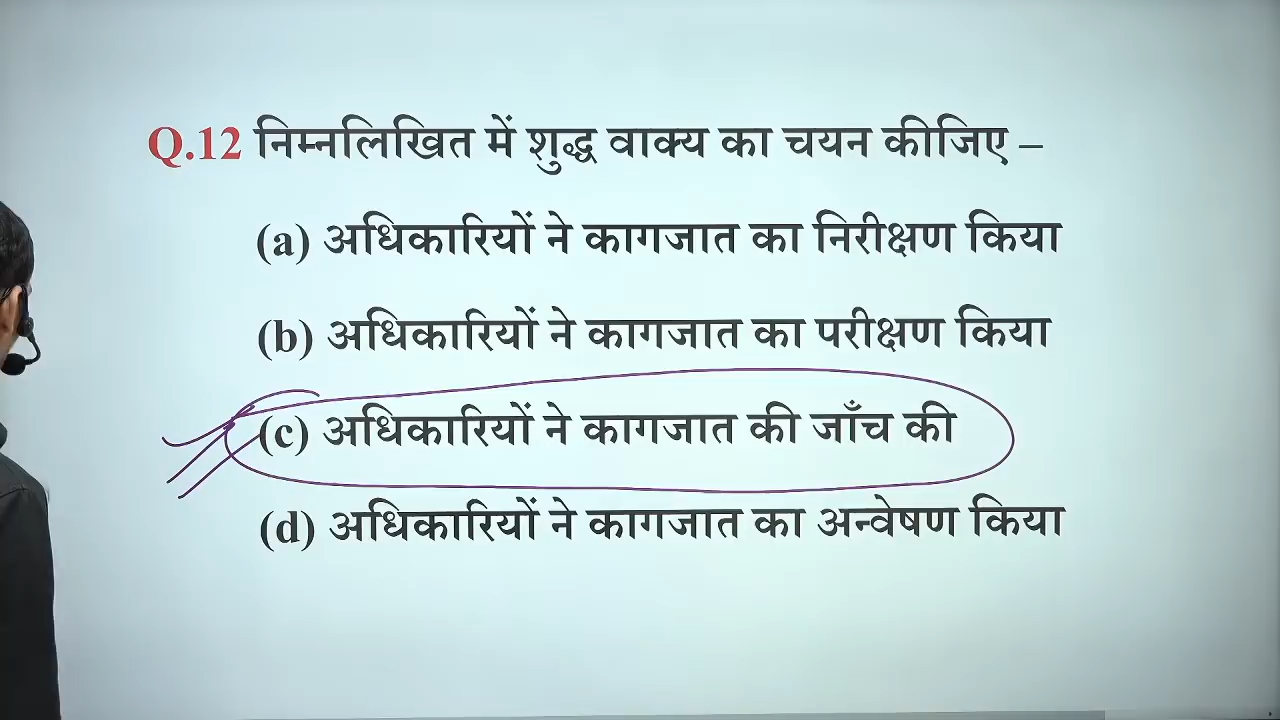 Q.12 निम्नलिखित में शुद्ध वाक्य का चयन कीजिए –
(a) अधिकारियों ने कागजात का निरीक्षण किया
(b) अधिकारियों ने कागजात का परीक्षण किया
(c) अधिकारियों ने कागजात की जाँच की
(d) अधिकारियों ने कागजात का अन्वेषण किया